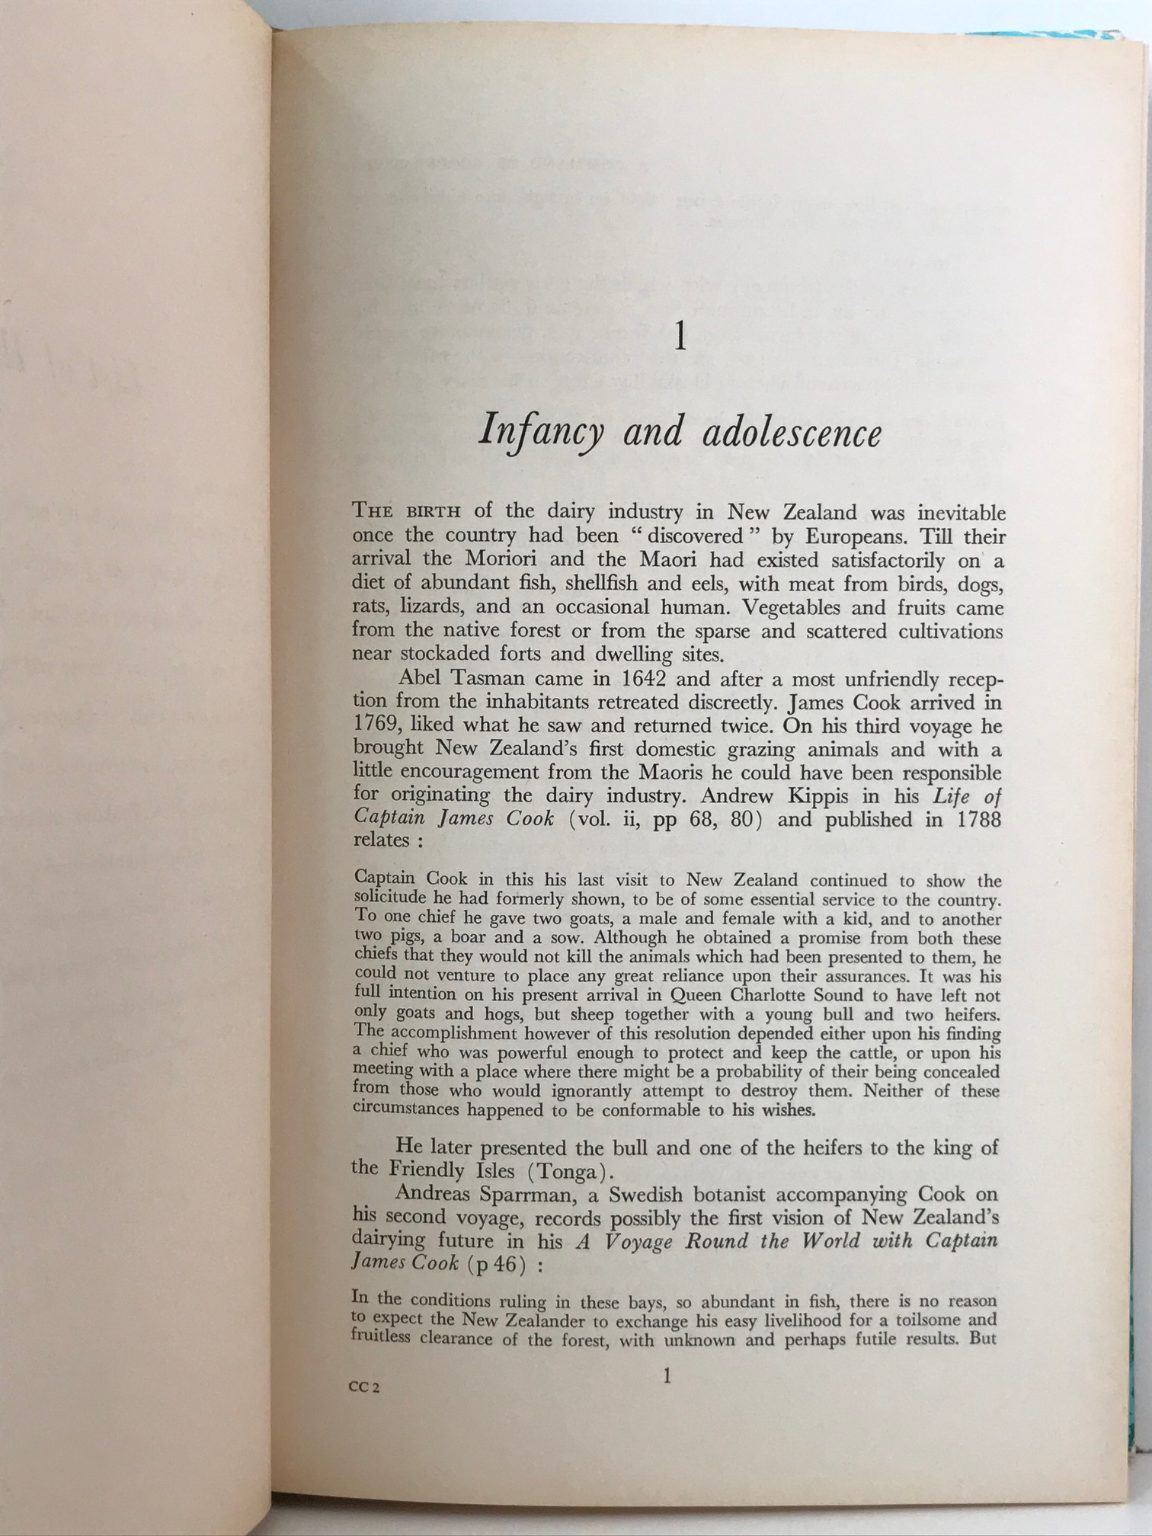 1
Infancy and adolescence
THE BIRTH of the dairy industry in New Zealand was inevitable
once the country had been “ discovered ” by Europeans. Till their
arrival the Moriori and the Maori had existed satisfactorily on a
diet of abundant fish, shellfish and eels, with meat from birds, dogs,
rats, lizards, and an occasional human. Vegetables and fruits came
from the native forest or from the sparse and scattered cultivations
near stockaded forts and dwelling sites.
Abel Tasman came in 1642 and after a most unfriendly recep-
tion from the inhabitants retreated discreetly. James Cook arrived in
1769, liked what he saw and returned twice. On his third voyage he
brought New Zealand’s first domestic grazing animals and with a
little encouragement from the Maoris he could have been responsible
for originating the dairy industry. Andrew Kippis in his Life of
Captain James Cook (vol. ii, pp 68, 80) and published in 1788
relates :
Captain Cook in this his last visit to New Zealand continued to show the
solicitude he had formerly shown, to be of some essential service to the country.
To one chief he gave two goats, a male and female with a kid, and to another
two pigs, a boar and a sow. Although he obtained a promise from both these
chiefs that they would not kill the animals which had been presented to them, he
could not venture to place any great reliance upon their assurances. It was his
full intention on his present arrival in Queen Charlotte Sound to have left not
only goats and hogs, but sheep together with a young bull and two heifers.
The accomplishment however of this resolution depended either upon his finding
a chief who was powerful enough to protect and keep the cattle, or upon his
meeting with a place where there might be a probability of their being concealed
from those who would ignorantly attempt to destroy them. Neither of these
circumstances happened to be conformable to his wishes.
He later presented the bull and one of the heifers to the king of
the Friendly Isles (Tonga).
Andreas Sparrman, a Swedish botanist accompanying Cook on
his second voyage, records possibly the first vision of New Zealand’s
dairying future in his A Voyage Round the World with Captain
James Cook (p 46) :
In the conditions ruling in these bays, so abundant in fish, there is no reason
to expect the New Zealander to exchange his easy livelihood for a toilsome and
fruitless clearance of the forest, with unknown and perhaps futile results. But
1
CC 2